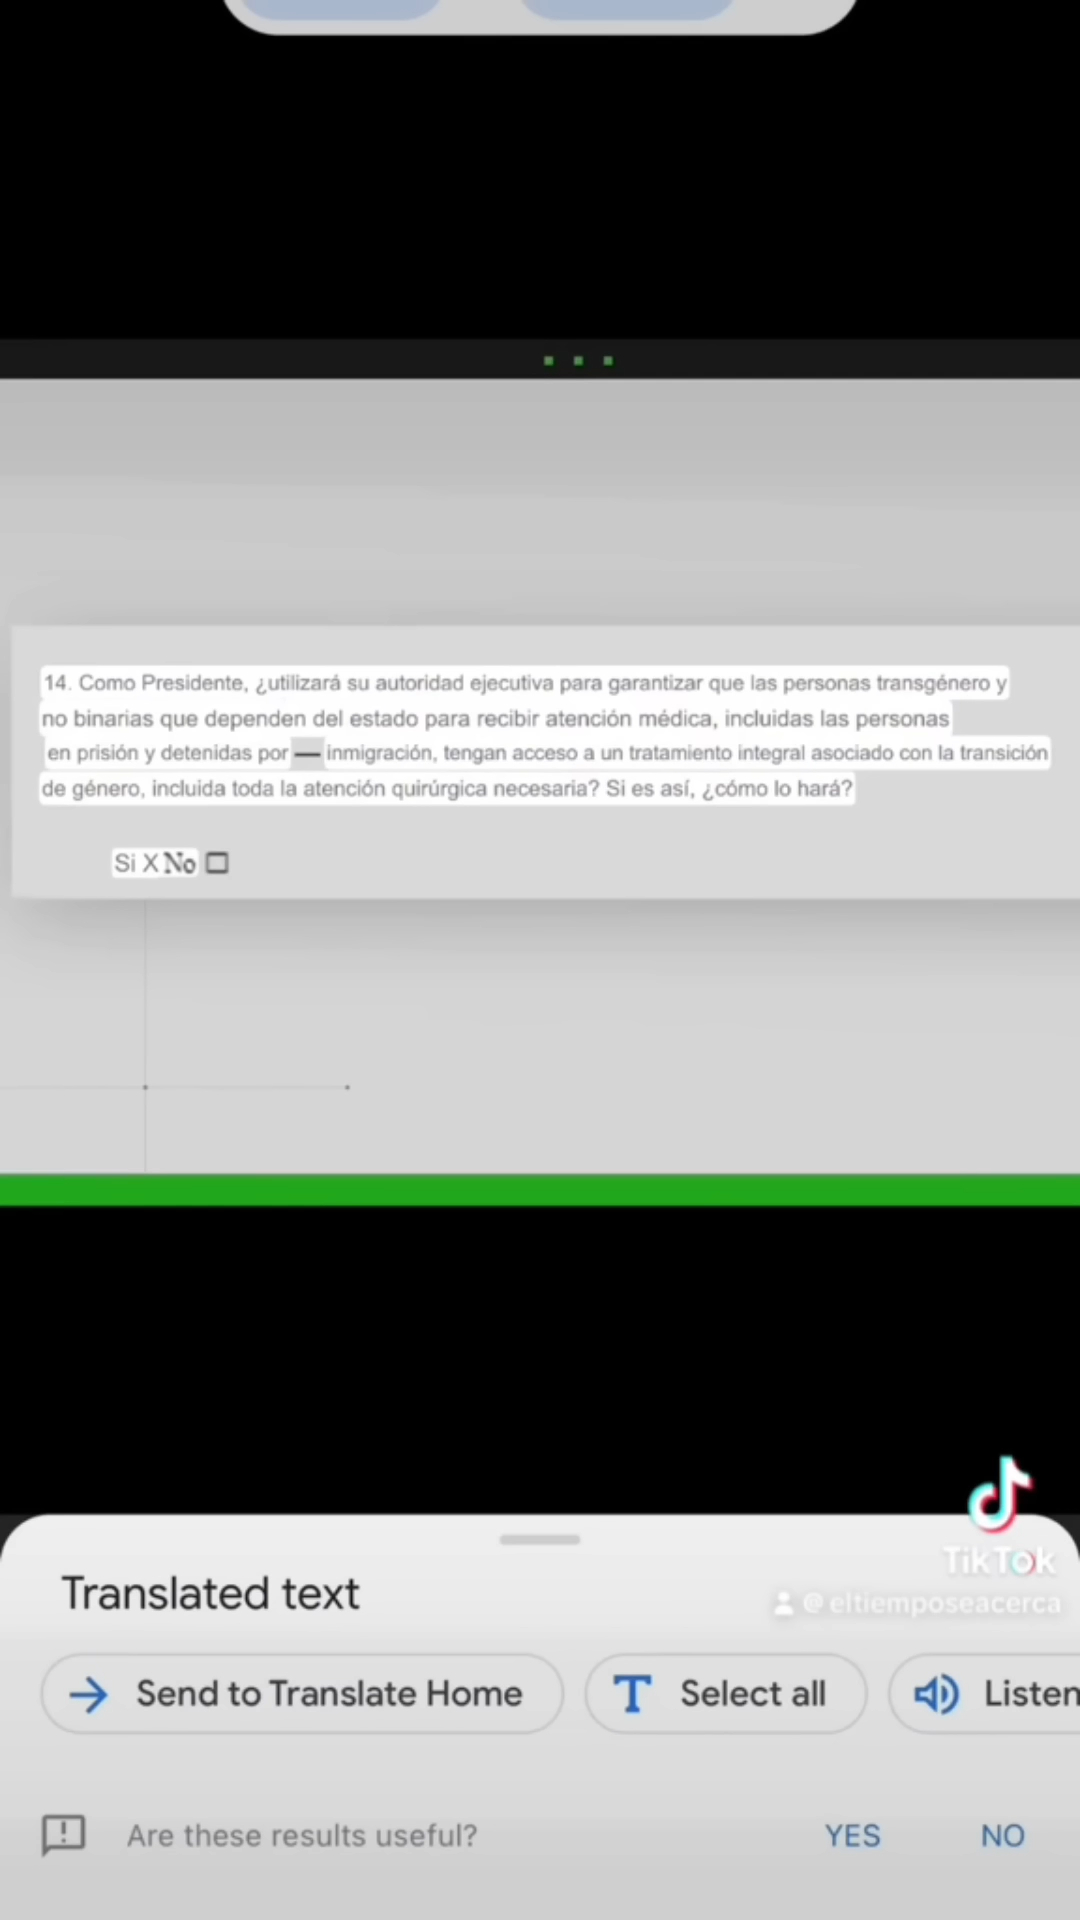 14. Como Presidente, ¿utilizará su autoridad ejecutiva para garantizar que las personas transgénero y
no binarias que dependen del estado para recibir atención médica, incluidas las personas
en prisión y detenidas por — inmigración, tengan acceso a un tratamiento integral asociado con la transición
de género, incluida toda la atención quirúrgica necesaria? Si es así, ¿cómo lo hará?
Si X No ☐
TikTok
@eltiemposeacerca
Translated text
Send to Translate Home
Select all
Listen
Are these results useful?
YES
NO